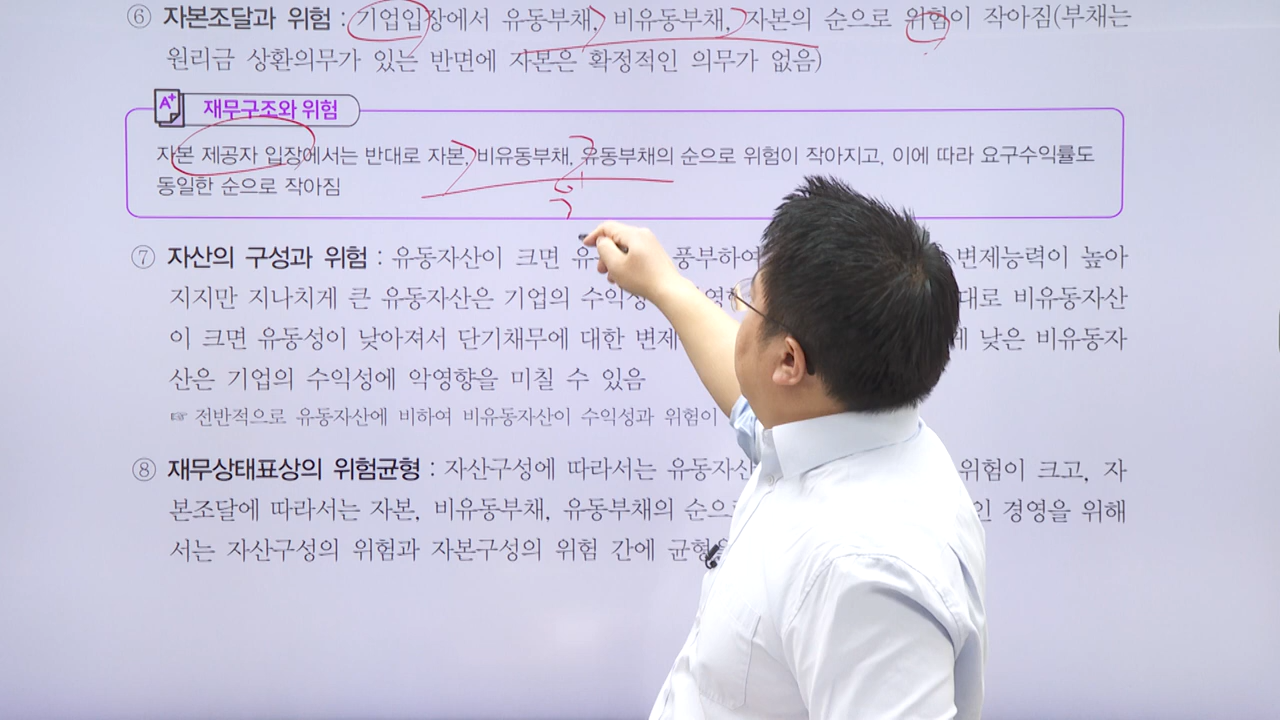 ⑥ 자본조달과 위험 : 기업입장에서 유동부채, 비유동부채, 자본의 순으로 위험이 작아짐(부채는
원리금 상환의무가 있는 반면에 자본은 확정적인 의무가 없음)
A+ 재무구조와 위험
자본 제공자 입장에서는 반대로 자본, 비유동부채, 유동부채의 순으로 위험이 작아지고, 이에 따라 요구수익률도
동일한 순으로 작아짐
⑦ 자산의 구성과 위험 : 유동자산이 크면 유 풍부하여 변제능력이 높아
지지만 지나치게 큰 유동자산은 기업의 수익성 대로 비유동자산
이 크면 유동성이 낮아져서 단기채무에 대한 변제 낮은 비유동자
산은 기업의 수익성에 악영향을 미칠 수 있음
☞ 전반적으로 유동자산에 비하여 비유동자산이 수익성과 위험이
⑧ 재무상태표상의 위험균형 : 자산구성에 따라서는 유동자산 위험이 크고, 자
본조달에 따라서는 자본, 비유동부채, 유동부채의 순으 인 경영을 위해
서는 자산구성의 위험과 자본구성의 위험 간에 균형